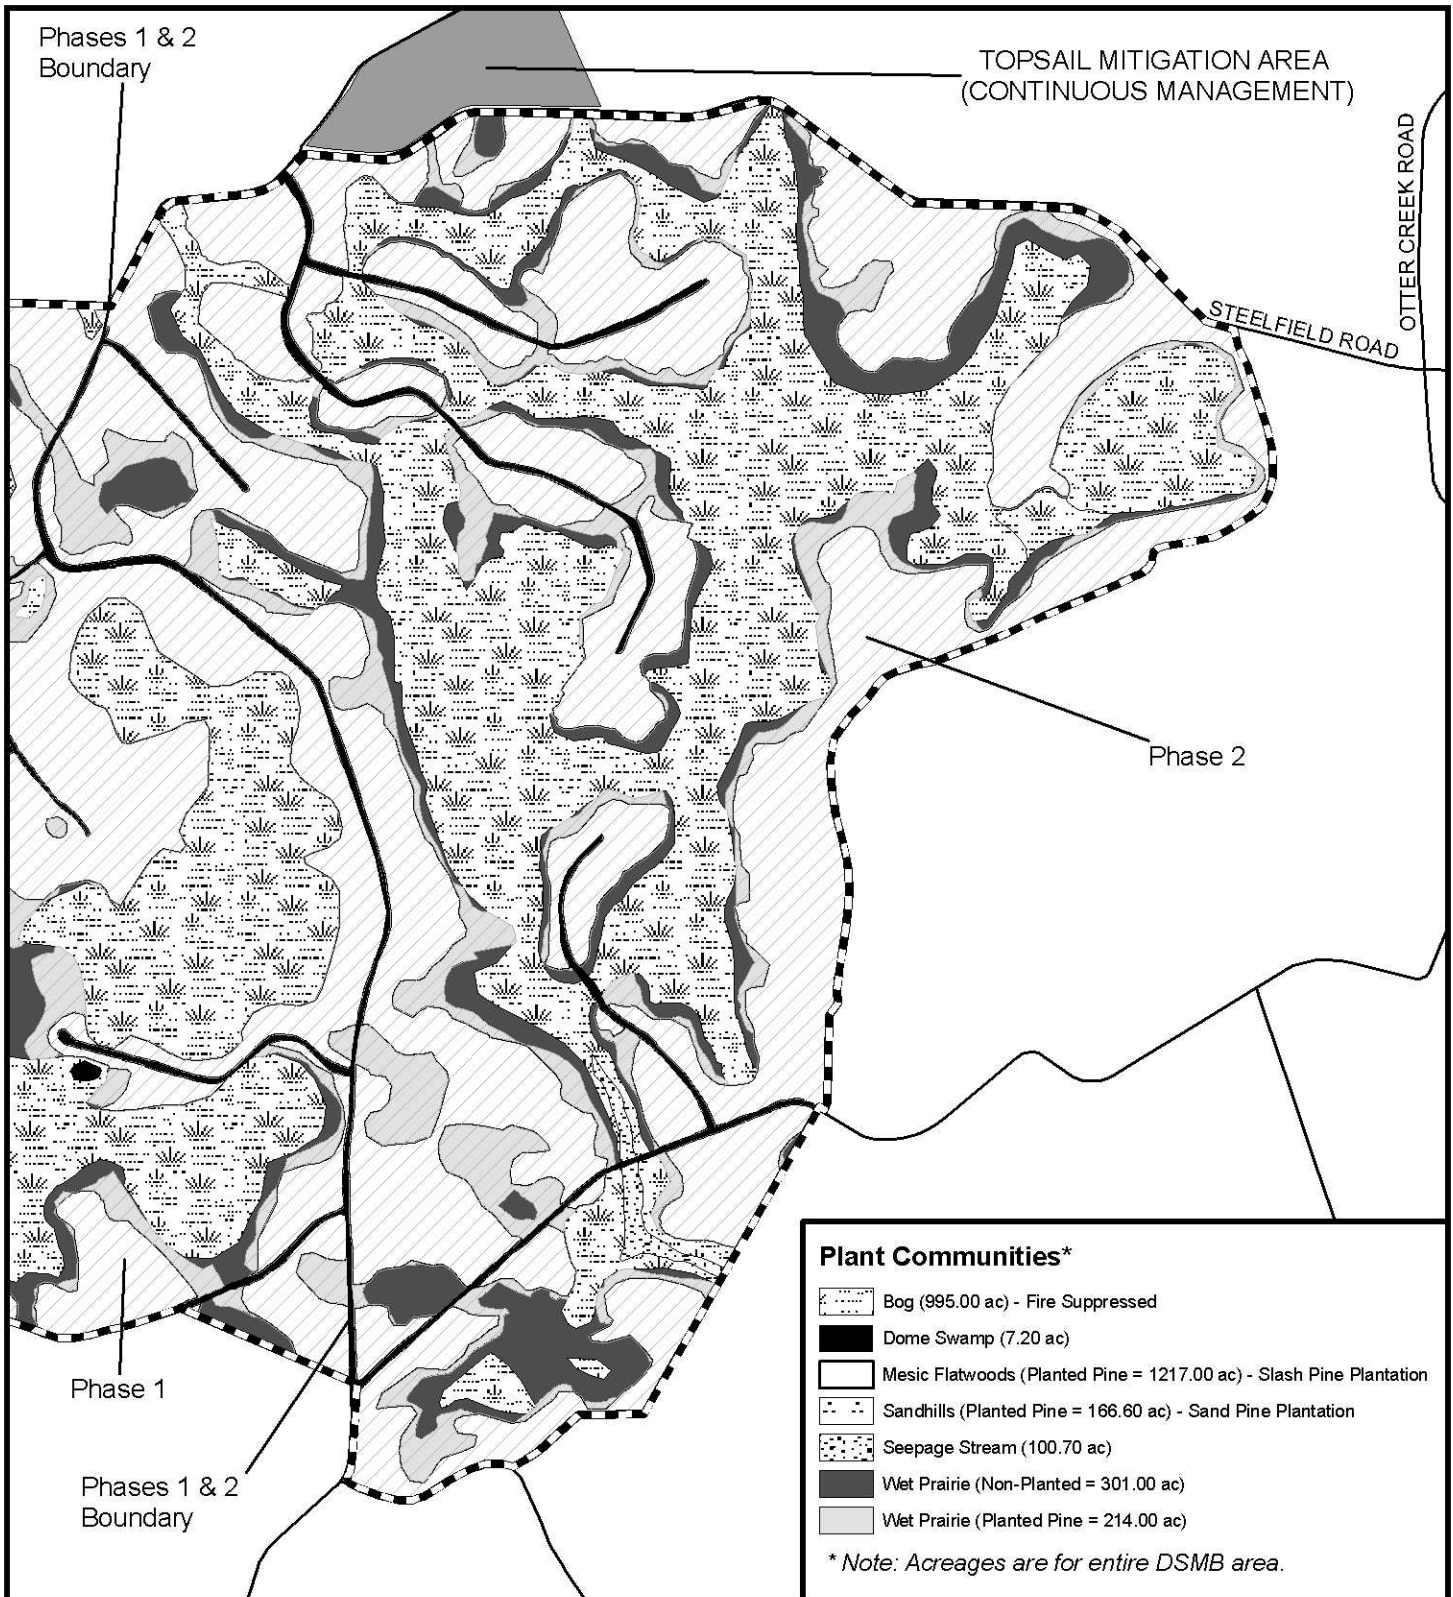 Phases 1 & 2
Boundary
TOPSAIL MITIGATION AREA
(CONTINUOUS MANAGEMENT)
OTTER CREEK ROAD
STEELFIELD ROAD
Phase 2
Phase 1
Phases 1 & 2
Boundary
Plant Communities*
Bog (995.00 ac) - Fire Suppressed
Dome Swamp (7.20 ac)
Mesic Flatwoods (Planted Pine = 1217.00 ac) - Slash Pine Plantation
Sandhills (Planted Pine = 166.60 ac) - Sand Pine Plantation
Seepage Stream (100.70 ac)
Wet Prairie (Non-Planted = 301.00 ac)
Wet Prairie (Planted Pine = 214.00 ac)
* Note: Acreages are for entire DSMB area.